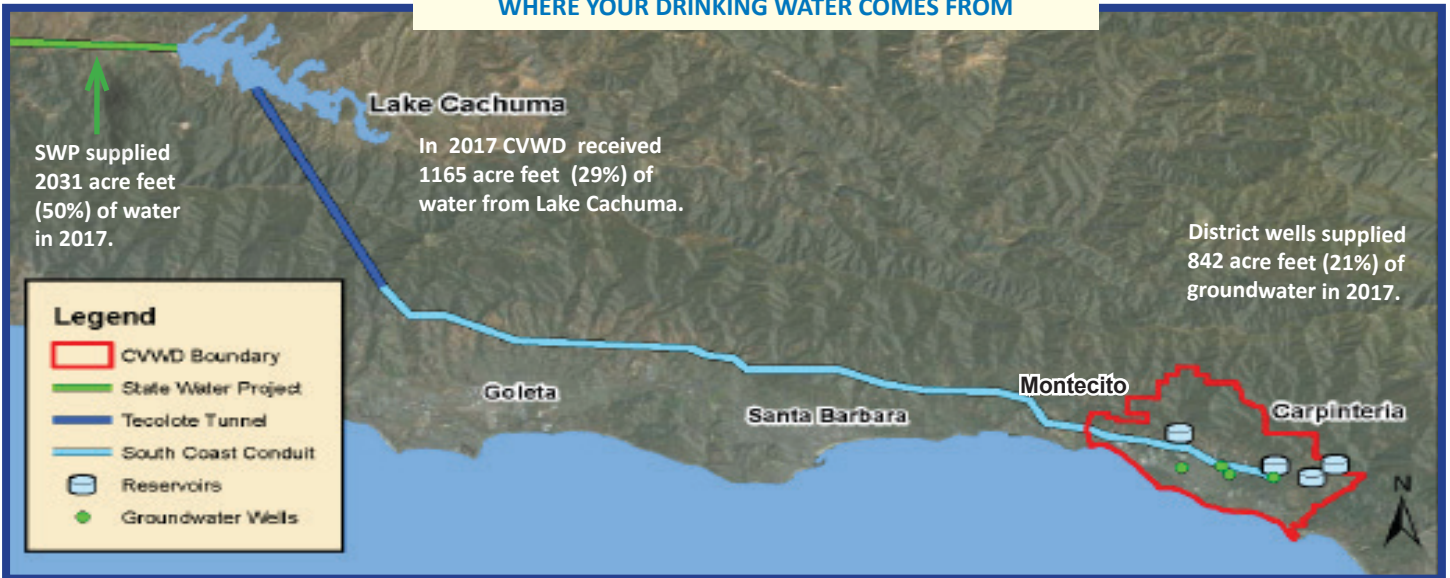 WHERE YOUR DRINKING WATER COMES FROM
Lake Cachuma
SWP supplied
2031 acre feet
(50%) of water
in 2017.
In 2017 CVWD received
1165 acre feet (29%) of
water from Lake Cachuma.
District wells supplied
842 acre feet (21%) of
groundwater in 2017.
Legend
CVWD Boundary
State Water Project
Tecolote Tunnel
South Coast Conduit
Reservoirs
Groundwater Wells
Goleta
Santa Barbara
Montecito
Carpinteria
N